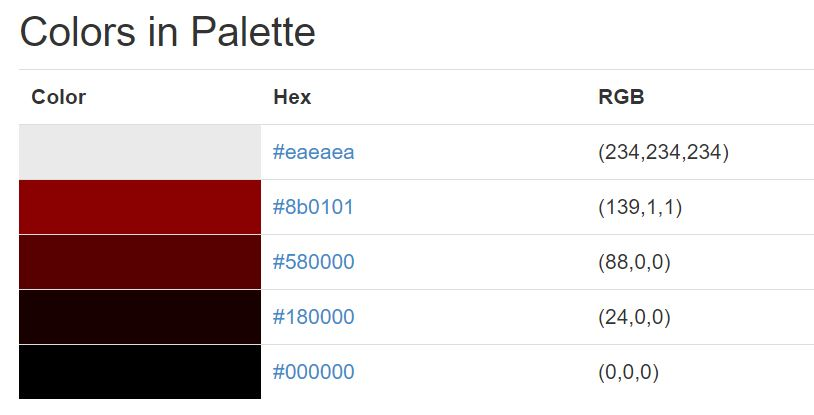 Colors in Palette
Color Hex RGB
#eaeaea (234,234,234)
#8b0101 (139,1,1)
#580000 (88,0,0)
#180000 (24,0,0)
#000000 (0,0,0)